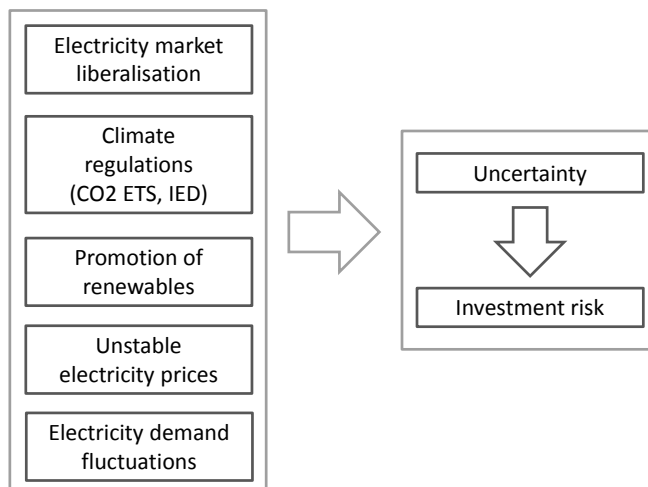 Electricity market
liberalisation
Climate
regulations
(CO2 ETS, IED)
Promotion of
renewables
Unstable
electricity prices
Electricity demand
fluctuations
Uncertainty
Investment risk